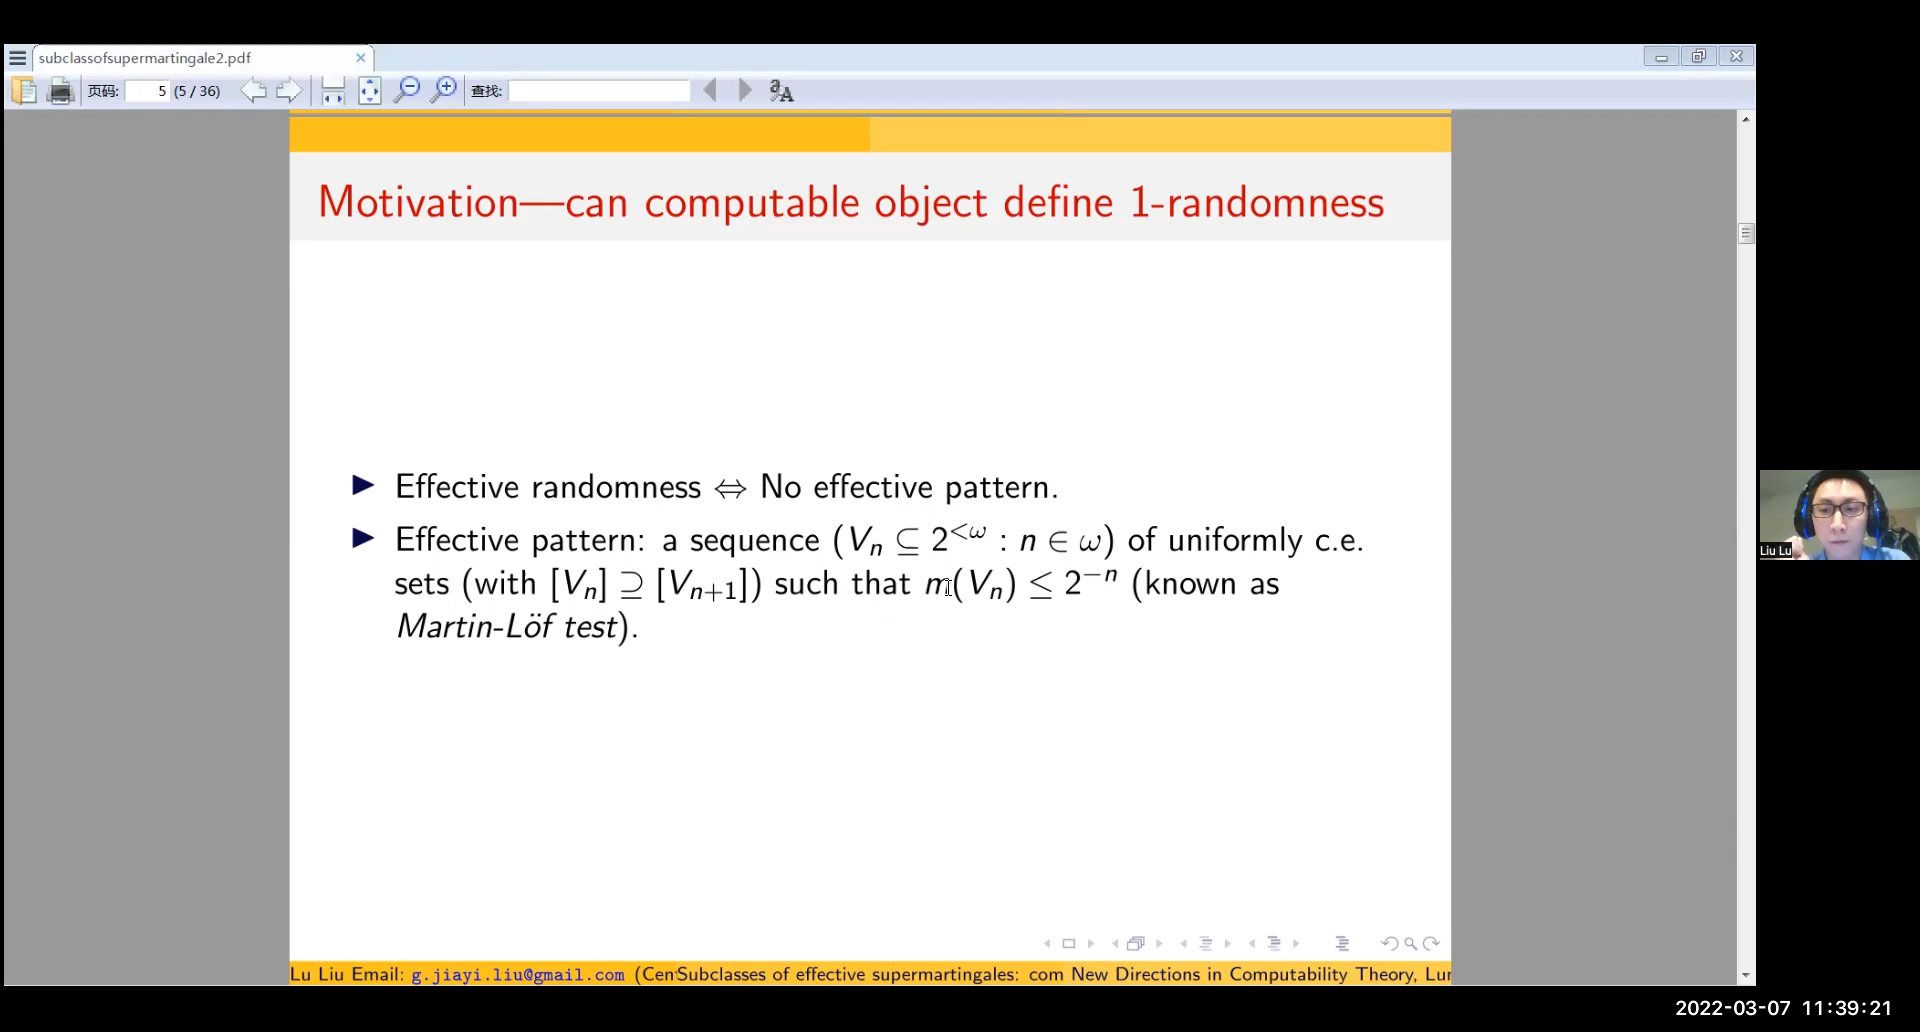 subclassofsupermartingale2.pdf
页码: 5 (5 / 36) 查找:
Motivation—can computable object define 1-randomness
Effective randomness ⇔ No effective pattern.
Effective pattern: a sequence (Vₙ ⊆ 2^{<ω} : n ∈ ω) of uniformly c.e.
sets (with [Vₙ] ⊇ [Vₙ₊₁]) such that m(Vₙ) ≤ 2^{−n} (known as
Martin-Löf test).
Liu Lu
Lu Liu Email: g.jiayi.liu@gmail.com (Cen Subclasses of effective supermartingales: com New Directions in Computability Theory, Lur
2022-03-07 11:39:21